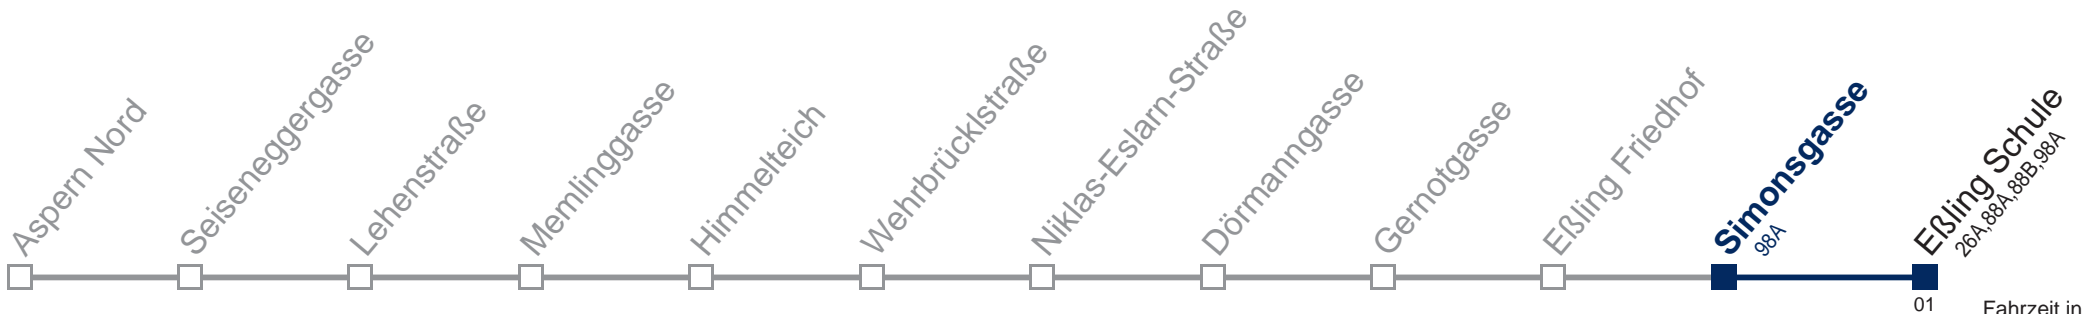 Aspern Nord
Seiseneggergasse
Lehenstraße
Memlinggasse
Himmelteich
Wehrbrücklstraße
Niklas-Eslarn-Straße
Dörmanngasse
Gernotgasse
Eßling Friedhof
Simonsgasse
98A
Eßling Schule
26A,88A,88B,98A
01
Fahrzeit in